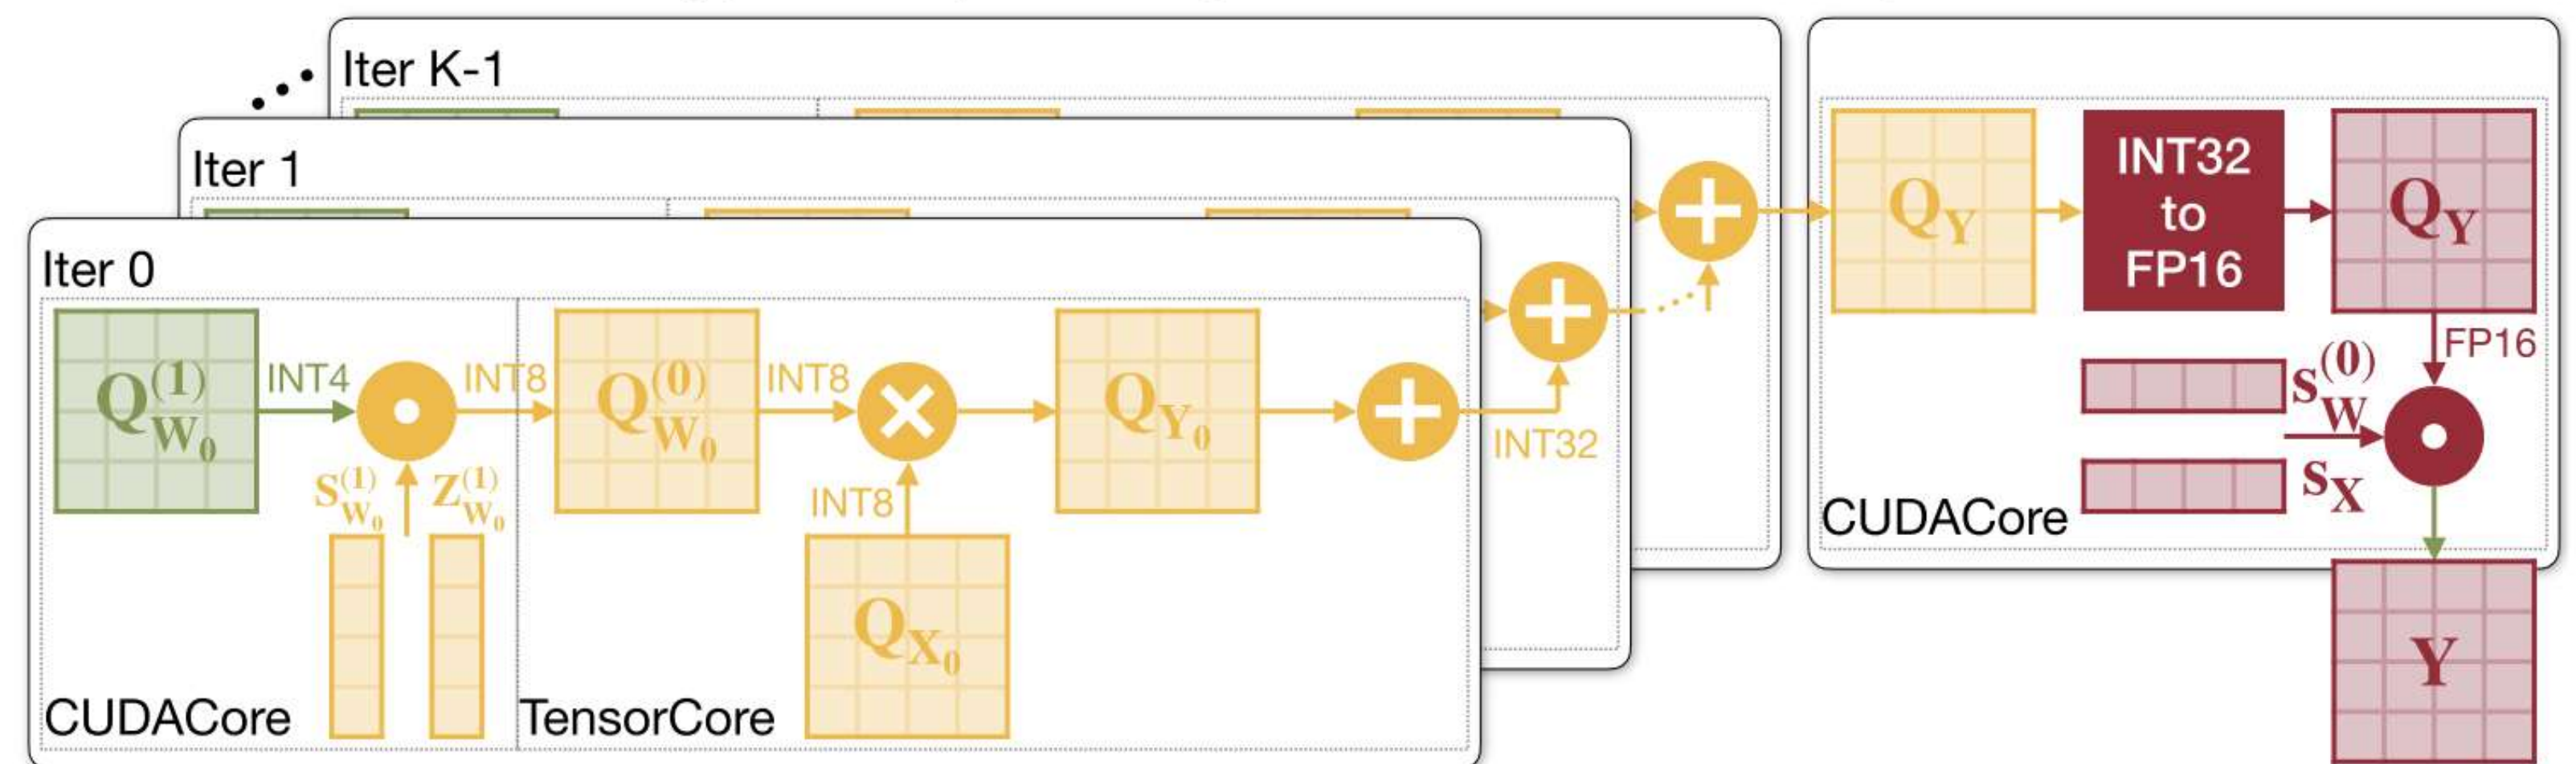 Iter K-1
Iter 1
Iter 0
Q_{W_0}^{(1)}
INT4
S_{W_0}^{(1)}
Z_{W_0}^{(1)}
CUDACore
INT8
Q_{W_0}^{(0)}
INT8
INT8
Q_{X_0}
TensorCore
Q_{Y_0}
INT32
Q_Y
INT32
to
FP16
Q_Y
FP16
s_W^{(0)}
s_X
CUDACore
Y